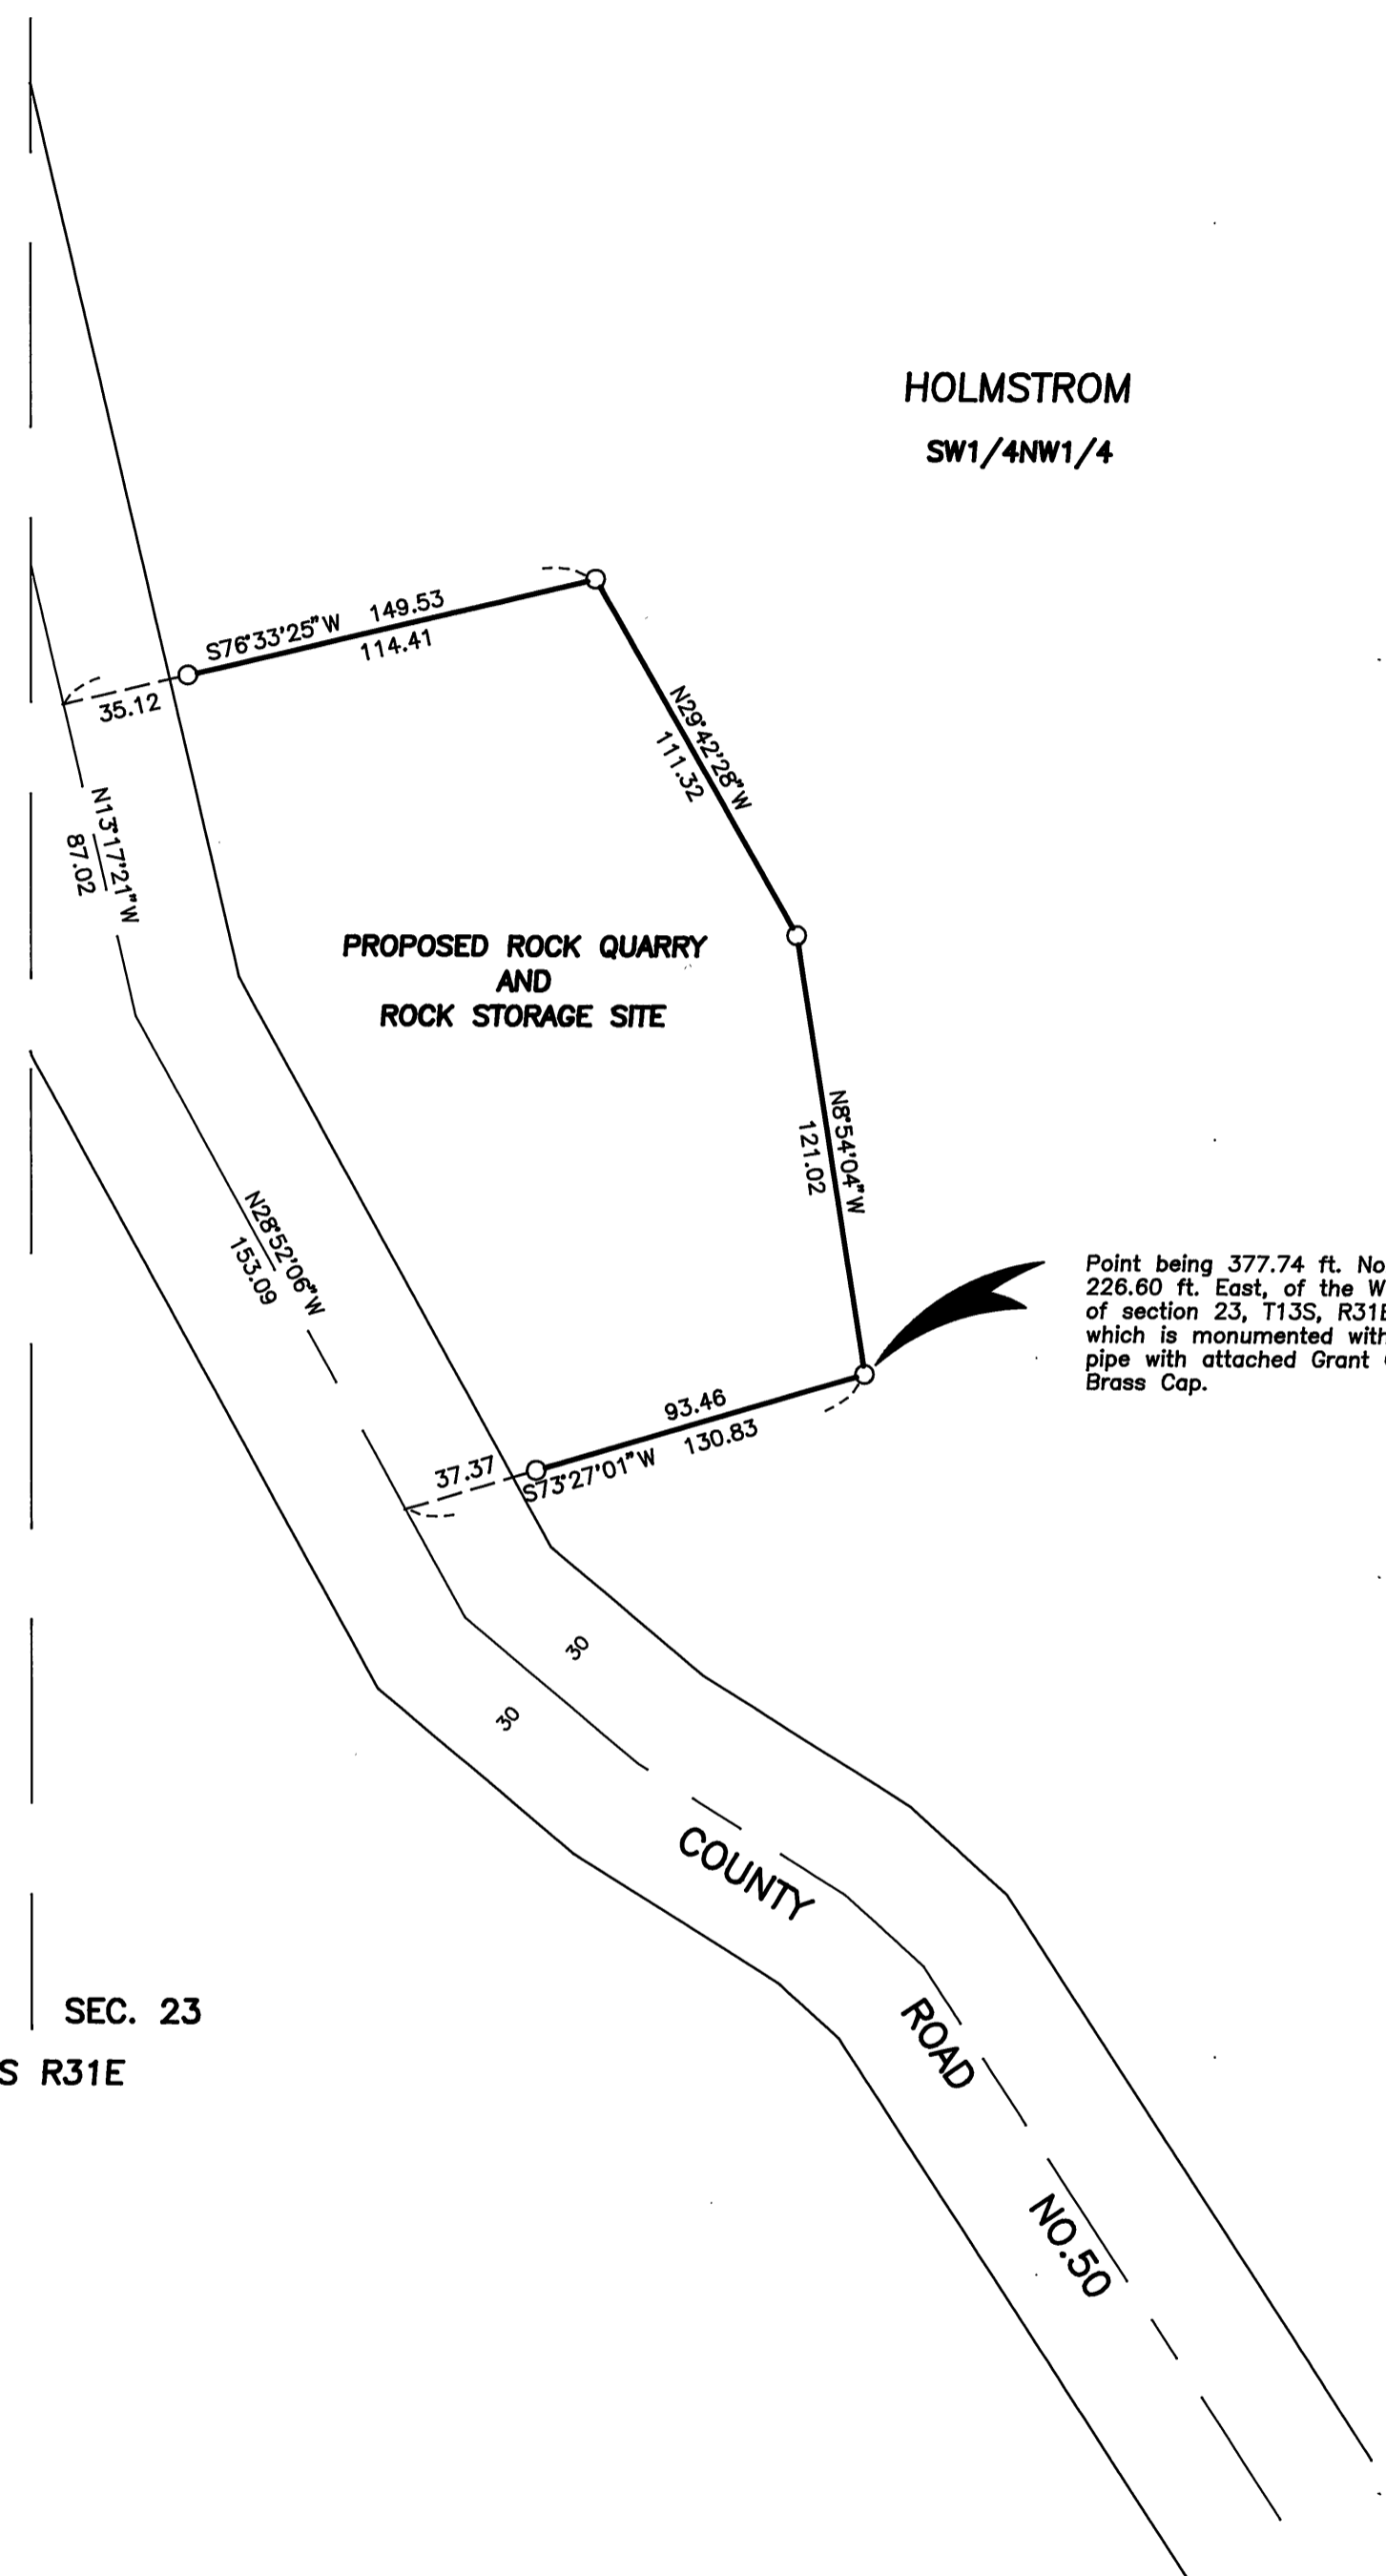 HOLMSTROM
SW1/4NW1/4
S76°33'25"W 149.53
114.41
35.12
N29°42'28"W
111.32
N13°17'21"W
87.02
PROPOSED ROCK QUARRY
AND
ROCK STORAGE SITE
N8°54'04"W
121.02
N28°52'06"W
153.09
Point being 377.74 ft.
226.60 ft. East, of the
of section 23, T13S,
which is monumented
pipe with attached Grant
Brass Cap.
93.46
130.83
S73°27'01"W
37.37
30
30
COUNTY
ROAD
NO.50
SEC. 23
S R31E